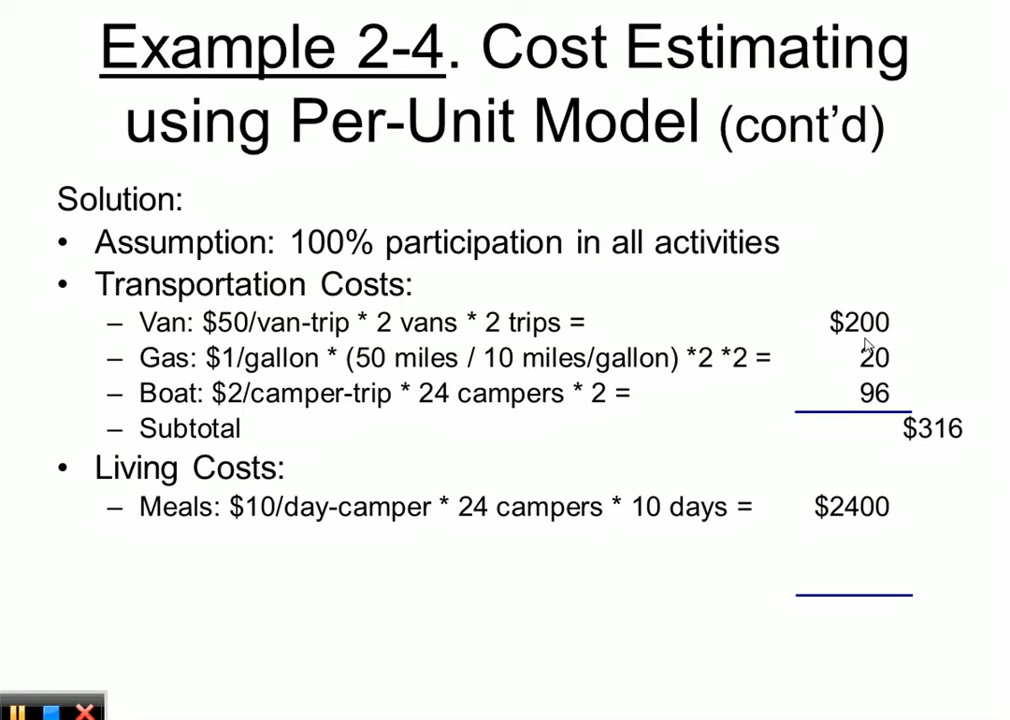 Example 2-4. Cost Estimating
using Per-Unit Model (cont’d)
Solution:
• Assumption: 100% participation in all activities
• Transportation Costs:
– Van: $50/van-trip * 2 vans * 2 trips = $200
– Gas: $1/gallon * (50 miles / 10 miles/gallon) *2 *2 = 20
– Boat: $2/camper-trip * 24 campers * 2 = 96
– Subtotal $316
• Living Costs:
– Meals: $10/day-camper * 24 campers * 10 days = $2400